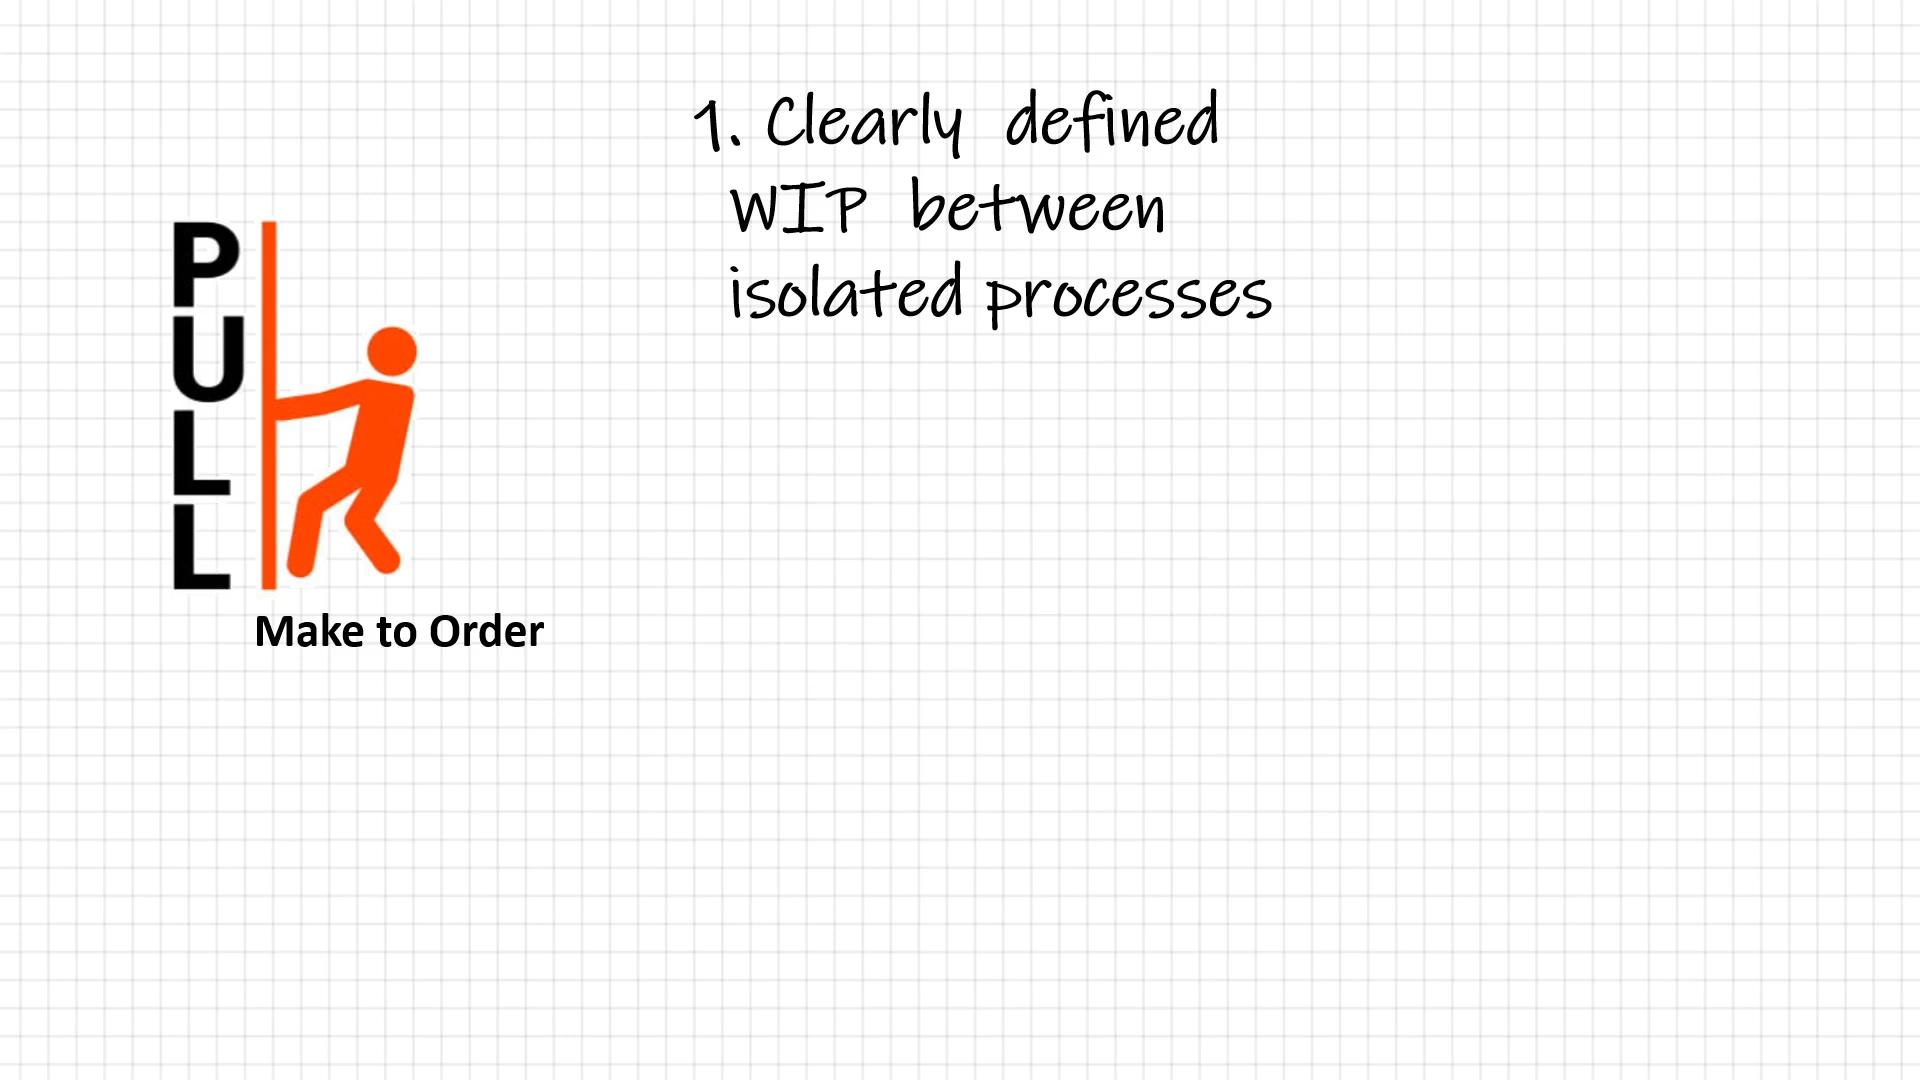 PULL
Make to Order
1. Clearly defined
WIP between
isolated processes